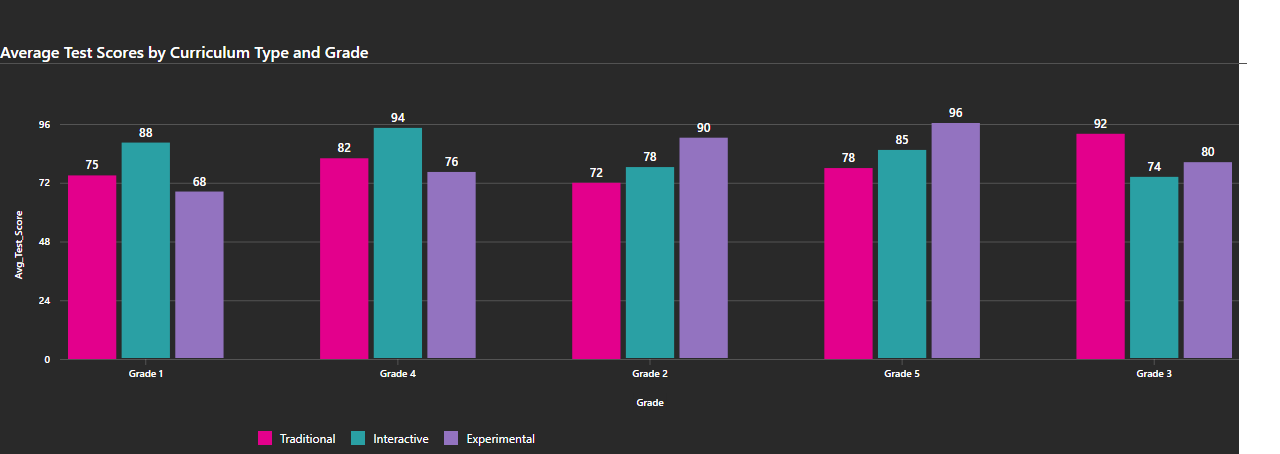 Average Test Scores by Curriculum Type and Grade
96
72
48
24
0
Avg_Test_Score
75
88
68
82
94
76
72
78
90
78
85
96
92
74
80
Grade 1
Grade 4
Grade 2
Grade 5
Grade 3
Grade
Traditional
Interactive
Experimental